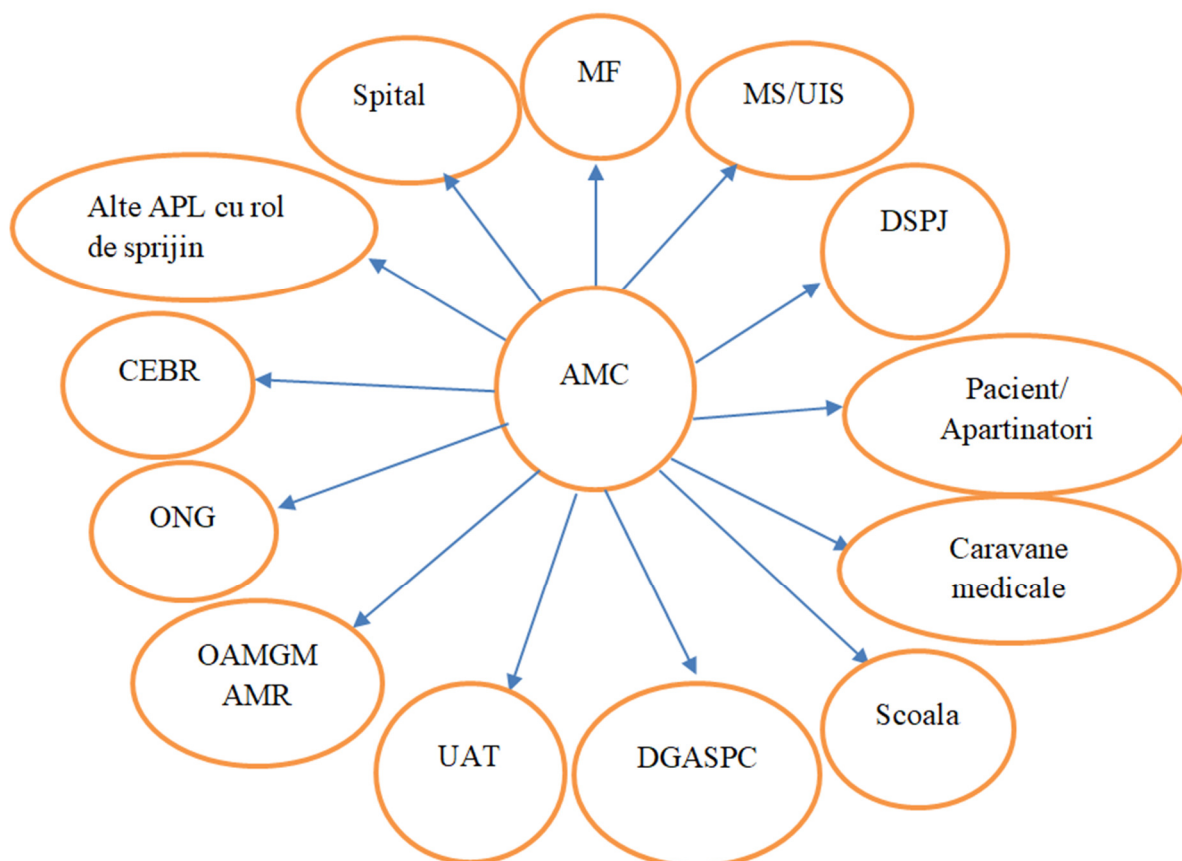 MF
Spital
MS/UIS
Alte APL cu rol
de sprijin
DSPJ
CEBR
AMC
Pacient/
Apartinatori
ONG
Caravane
medicale
OAMGM
AMR
Scoala
UAT
DGASPC